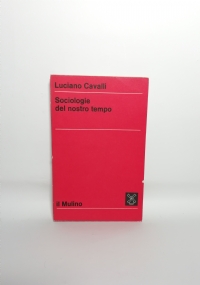 Luciano Cavalli
Sociologie
del nostro tempo
il Mulino